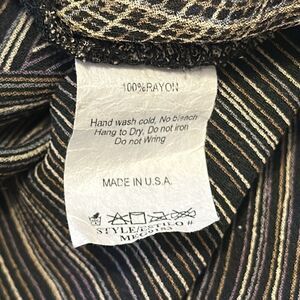 100%RAYON
Hand wash cold, No bleach
Hang to Dry, Do not iron
Do not Wring
MADE IN U.S.A.
STYLE/ESTILO #